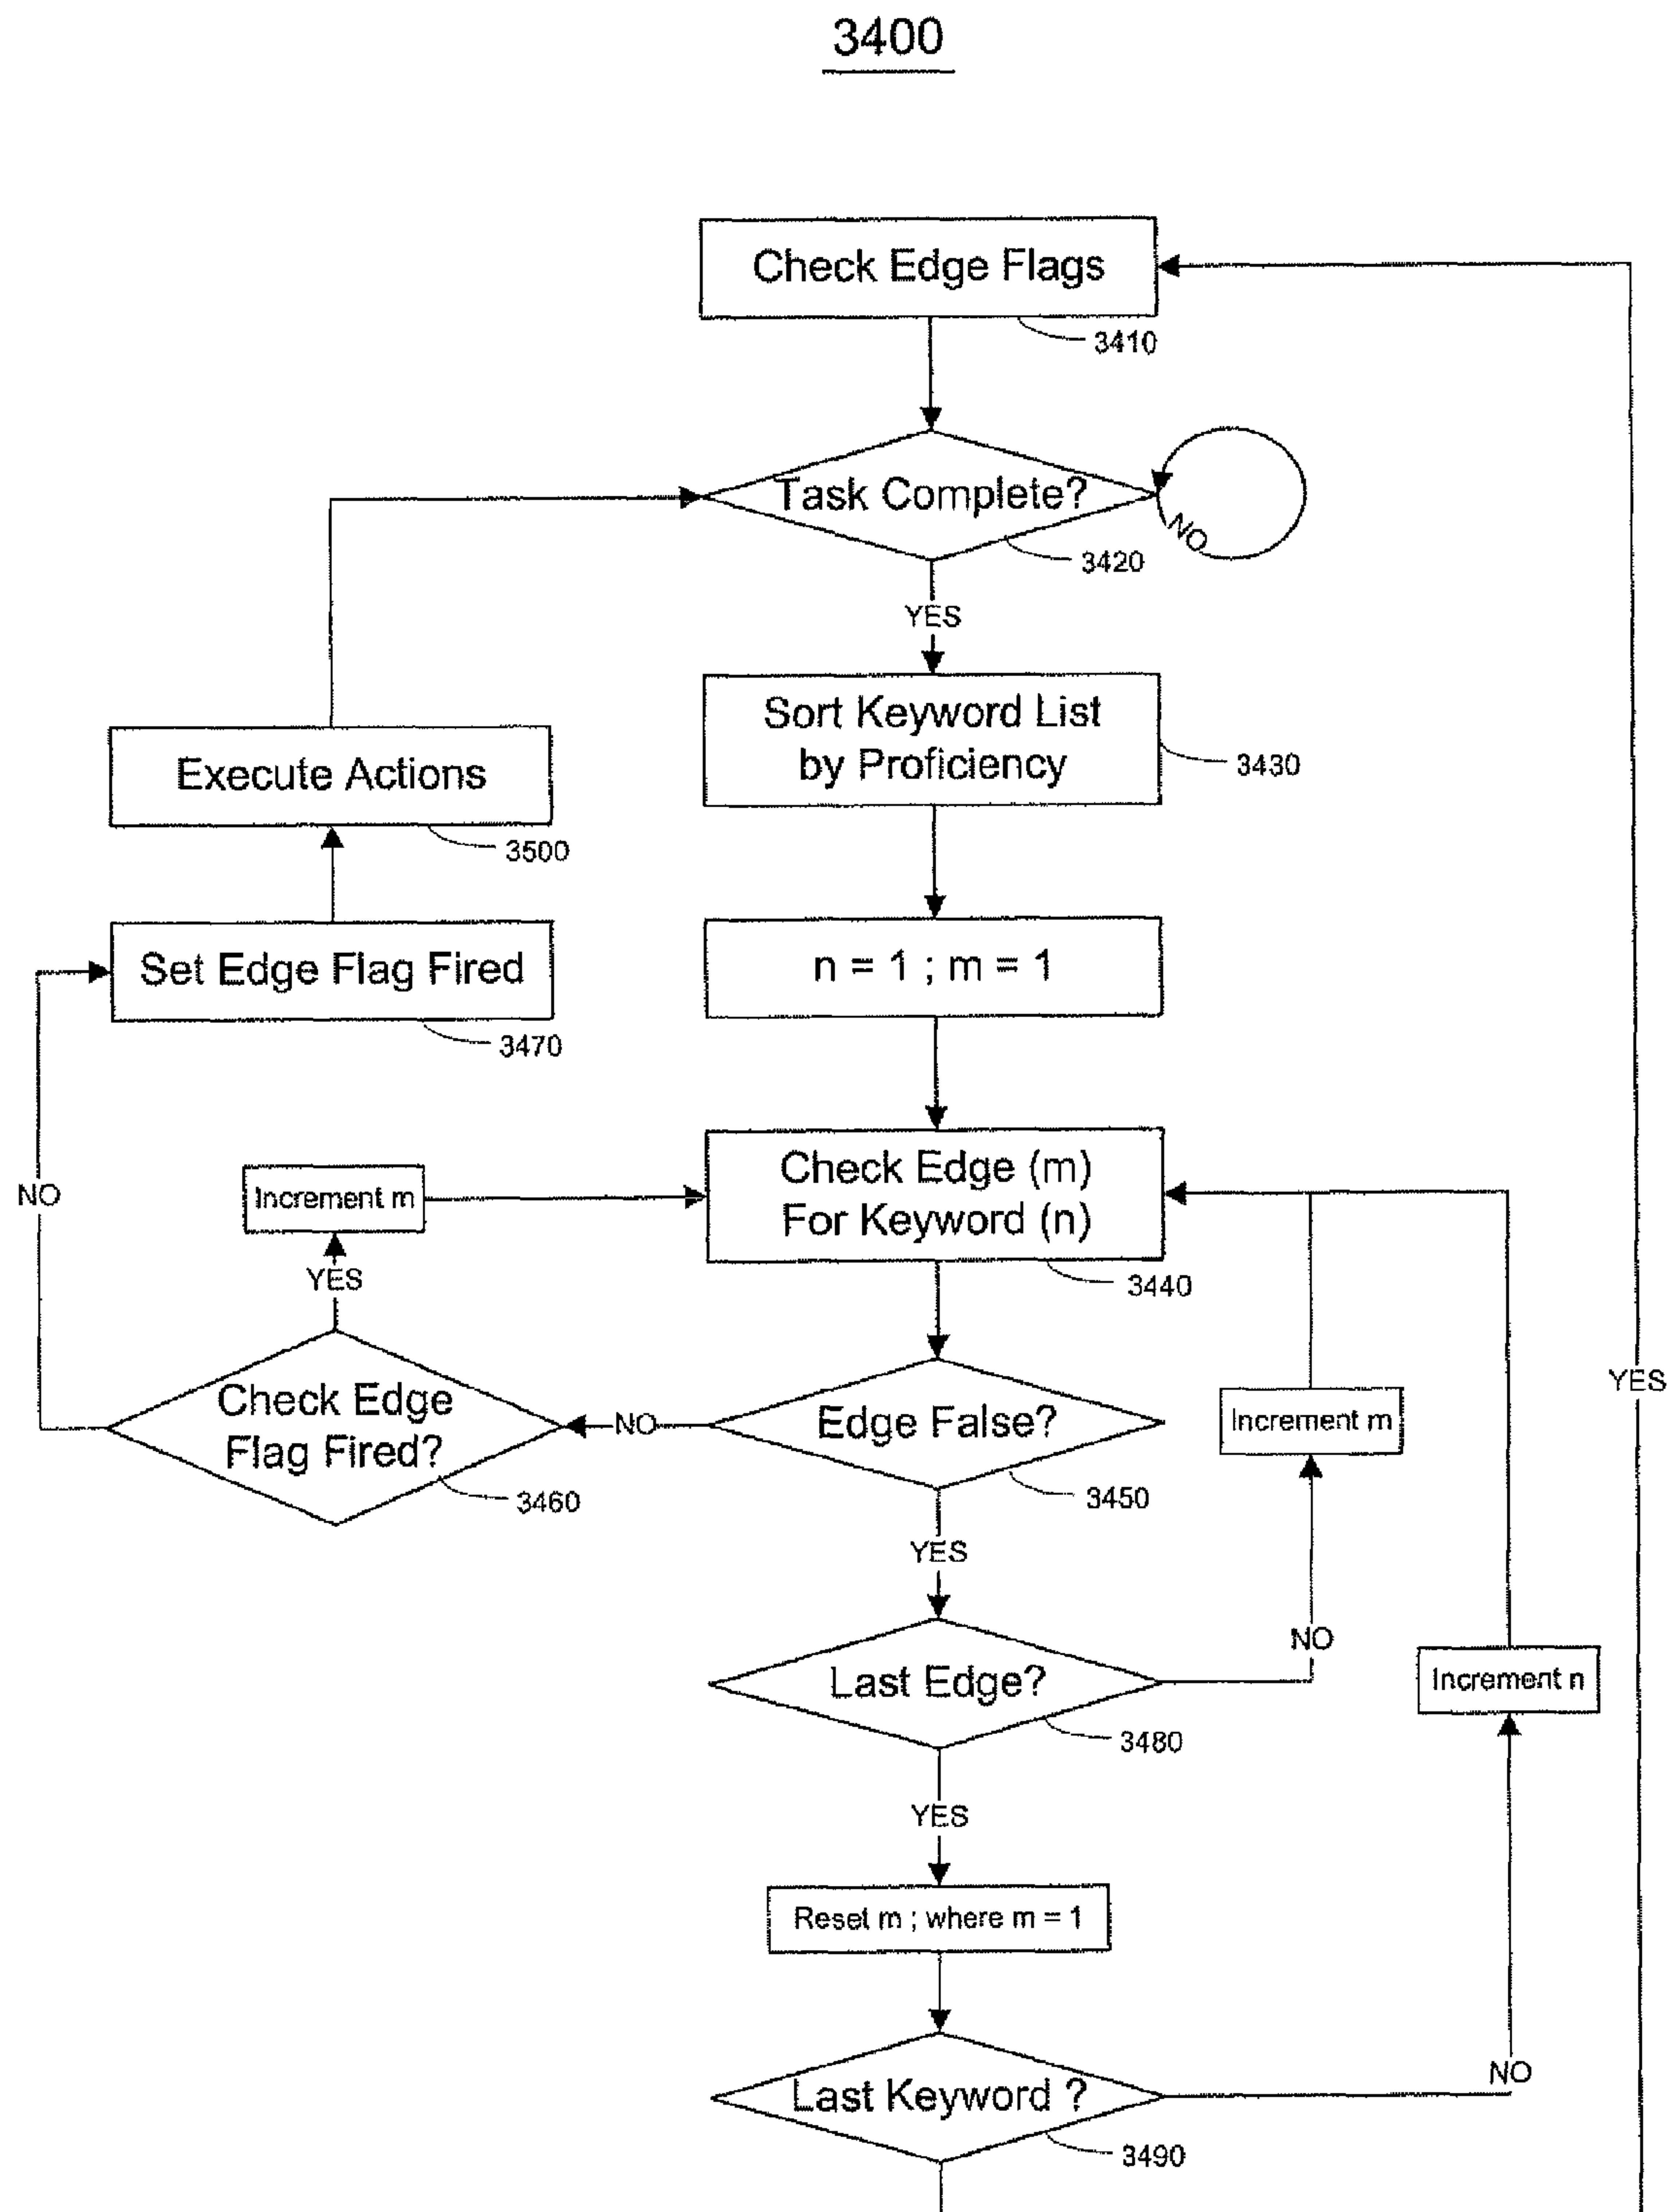 3400
Check Edge Flags
3410
Task Complete?
NO
3420
YES
Sort Keyword List
by Proficiency
3430
Execute Actions
3500
Set Edge Flag Fired
3470
n = 1 ; m = 1
NO
Increment m
Check Edge (m)
For Keyword (n)
3440
YES
Check Edge
Flag Fired?
3460
NO
Edge False?
3450
Increment m
YES
YES
Last Edge?
3480
NO
Increment n
YES
Reset m ; where m = 1
Last Keyword ?
3490
NO